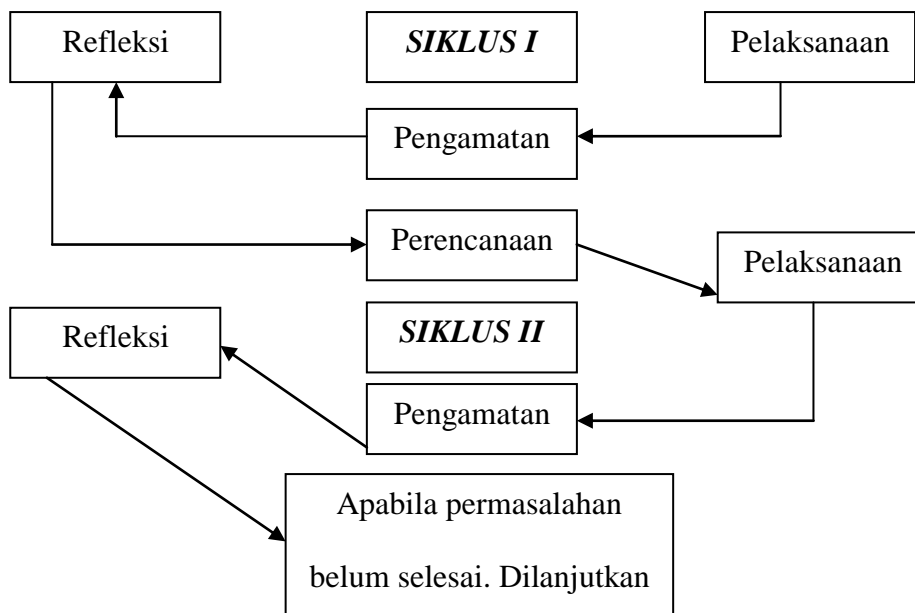 Refleksi
SIKLUS I
Pelaksanaan
Pengamatan
Perencanaan
Pelaksanaan
Refleksi
SIKLUS II
Pengamatan
Apabila permasalahan
belum selesai. Dilanjutkan